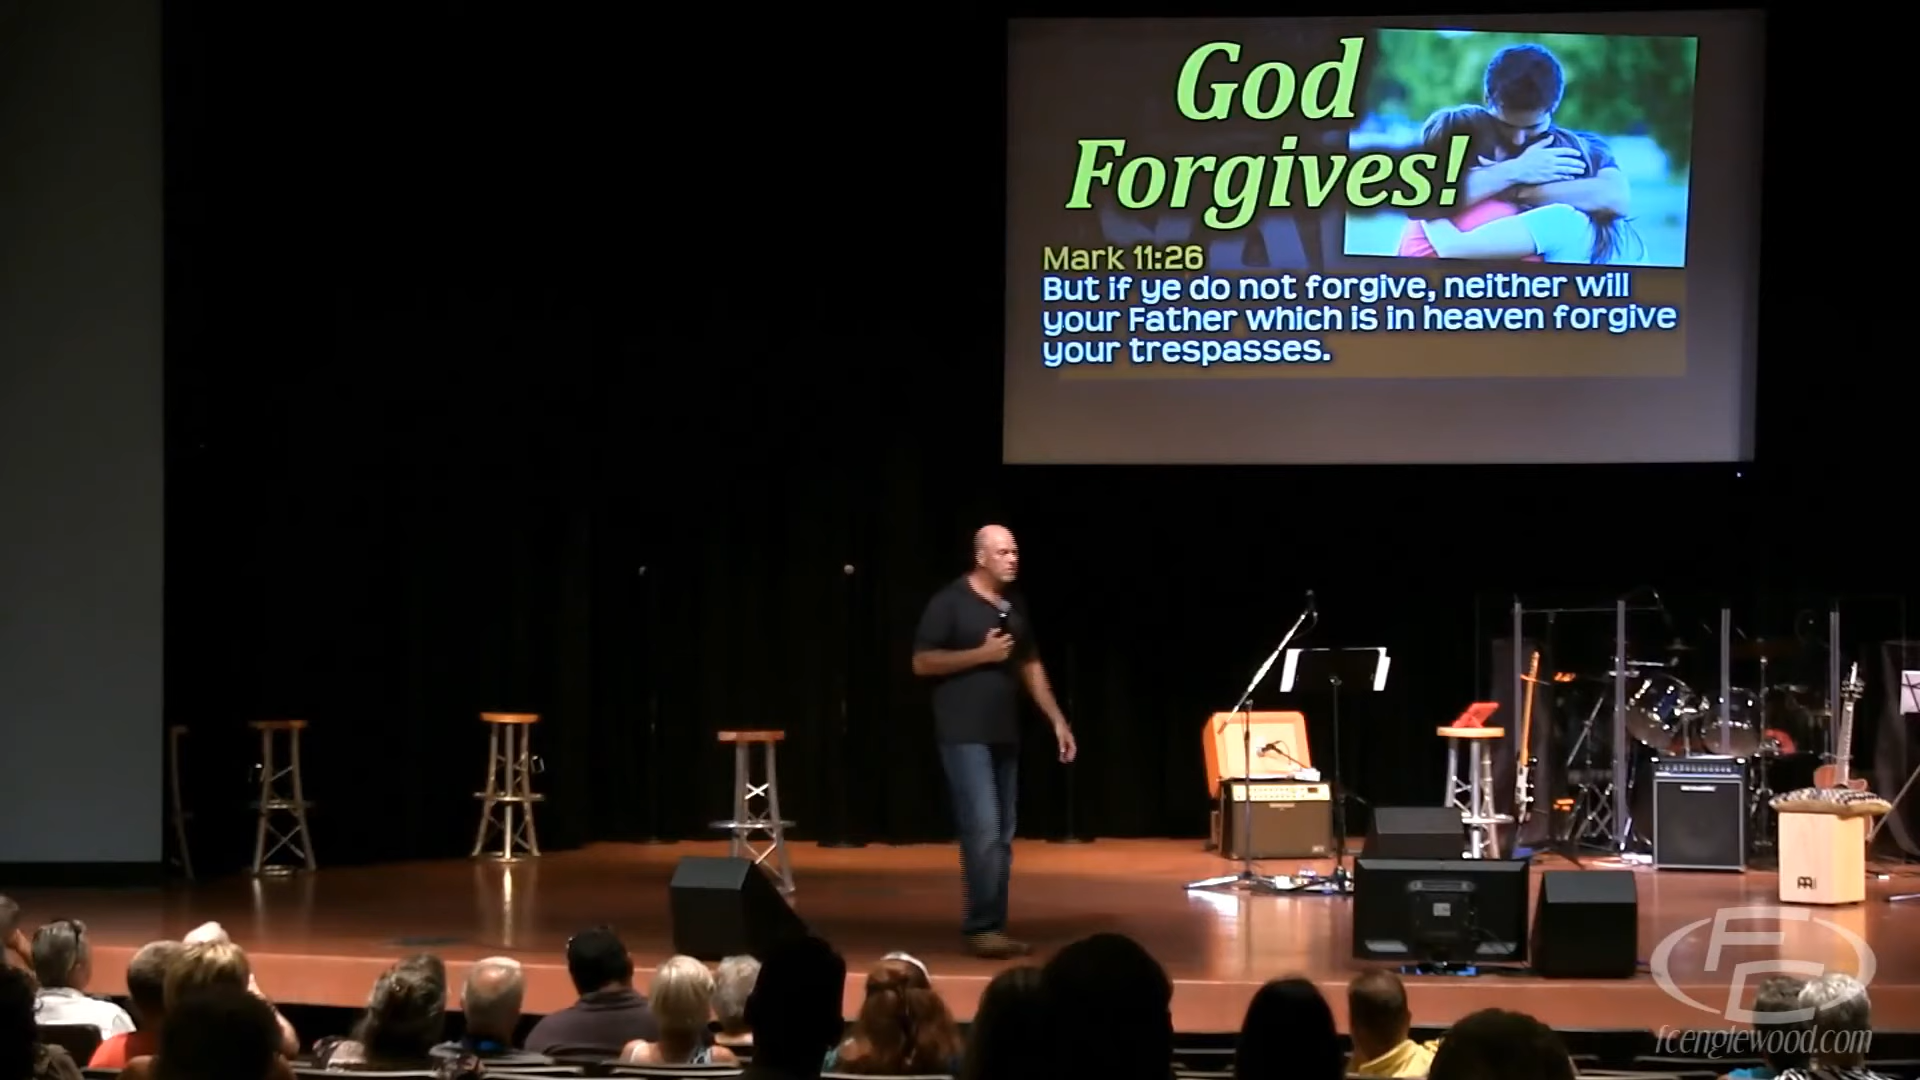 God
Forgives!
Mark 11:26
But if ye do not forgive, neither will
your Father which is in heaven forgive
your trespasses.
FC
fcenglewood.com